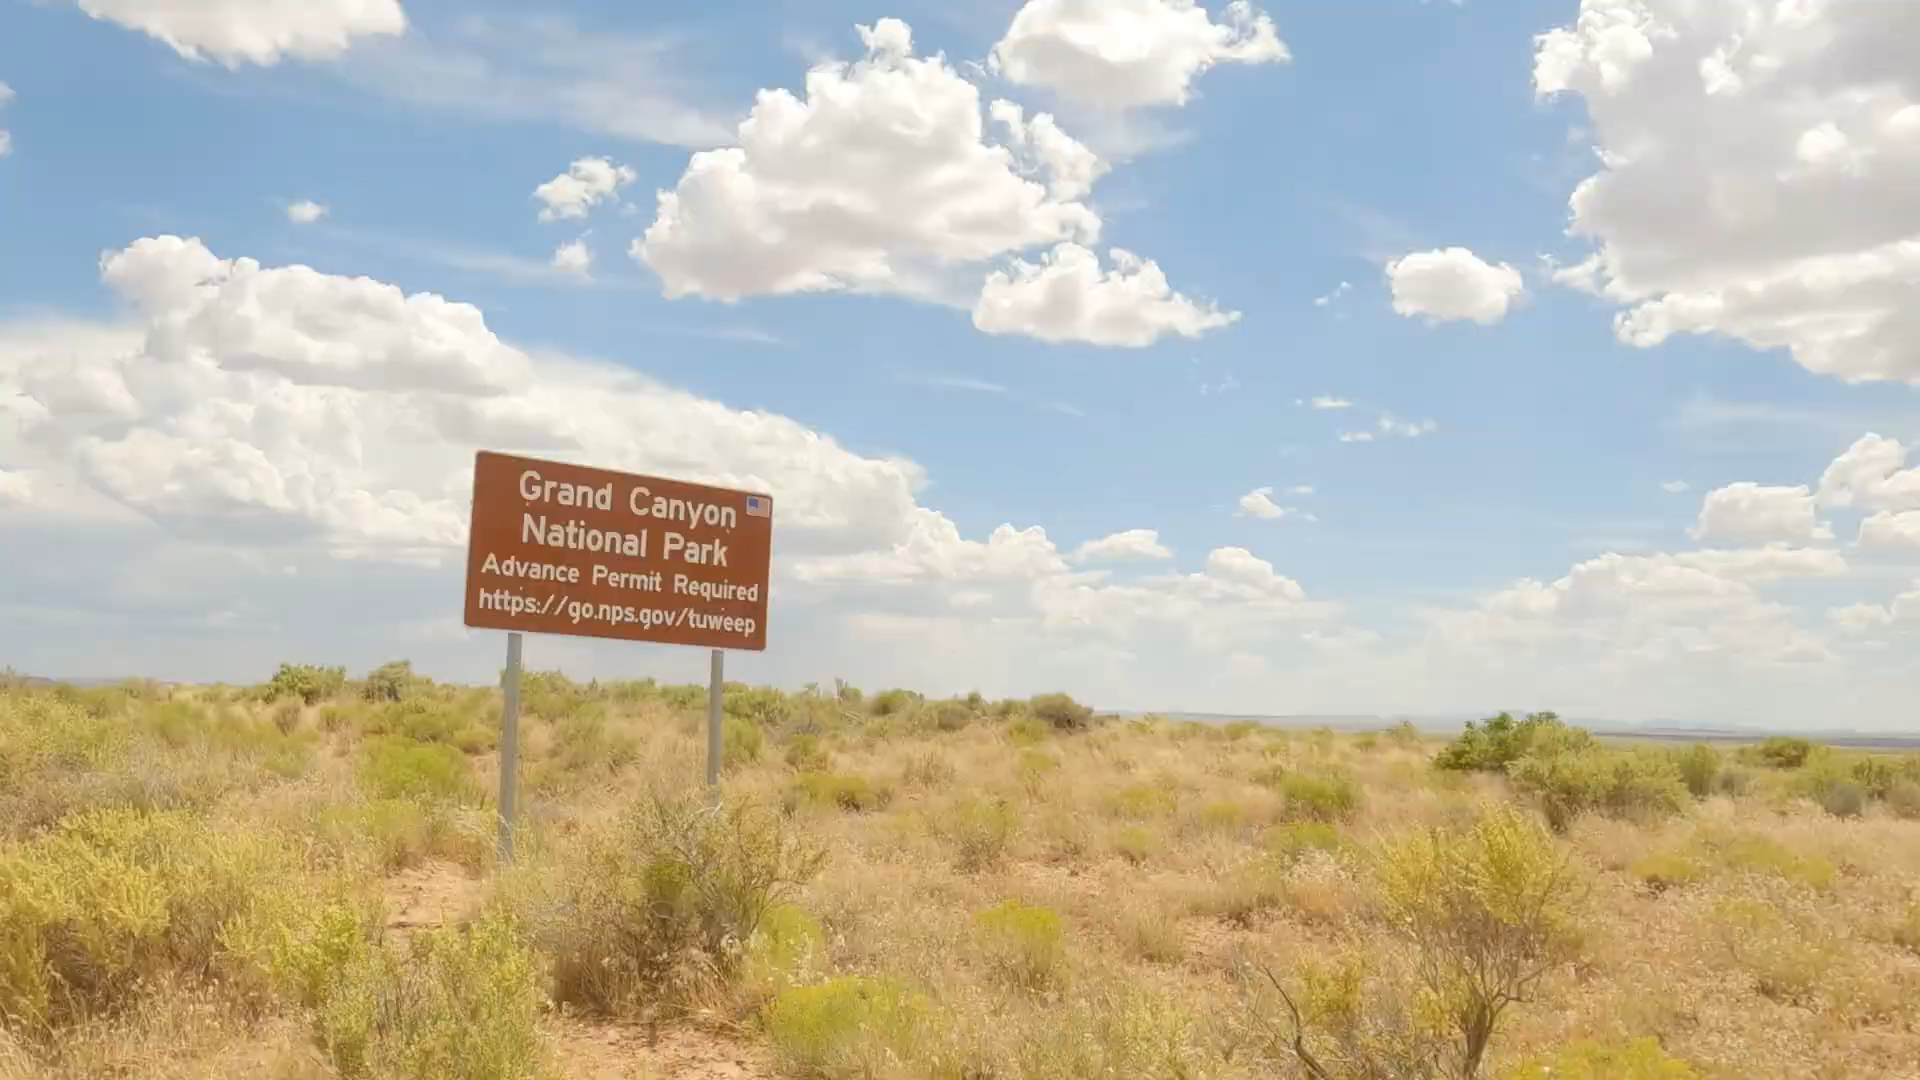 Grand Canyon
National Park
Advance Permit Required
https://go.nps.gov/tuweep